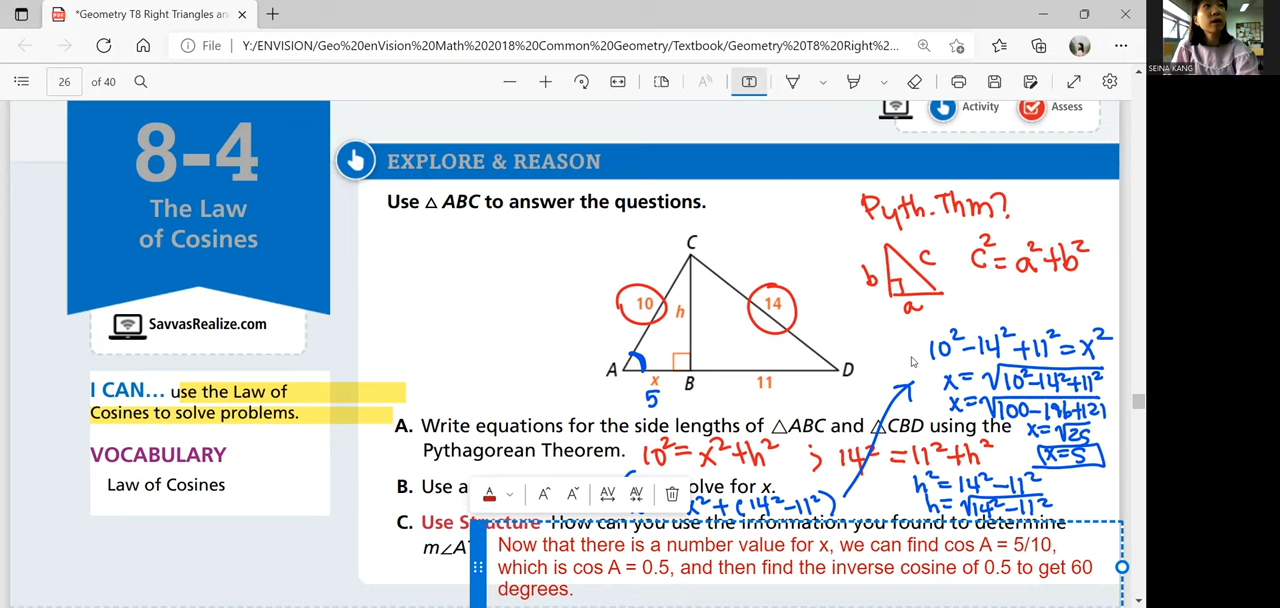 *Geometry T8 Right Triangles an
File
Y:/ENVISION/Geo%20enVision%20Math%202018%20Common%20Geometry/Textbook/Geometry%20T8%20Right%2...
26 of 40
SEINA KANG
Activity
Assess
8-4
The Law
of Cosines
SavvasRealize.com
I CAN... use the Law of
Cosines to solve problems.
VOCABULARY
Law of Cosines
EXPLORE & REASON
Use △ ABC to answer the questions.
C
10
h
14
A
x
B
11
D
5
Pyth. Thm?
b
c
a
c² = a² + b²
10² - 14² + 11² = x²
x = √10² - 14² + 11²
x = √100 - 196 + 121
x = √25
x = 5
A. Write equations for the side lengths of △ABC and △CBD using the
Pythagorean Theorem.
10² = x² + h² ; 14² = 11² + h²
h² = 14² - 11²
h = √14² - 11²
B. Use a
olve for x.
x² + (14² - 11²)
C. Use Structure How can you use the information you found to determine
m∠A?
Now that there is a number value for x, we can find cos A = 5/10,
which is cos A = 0.5, and then find the inverse cosine of 0.5 to get 60
degrees.